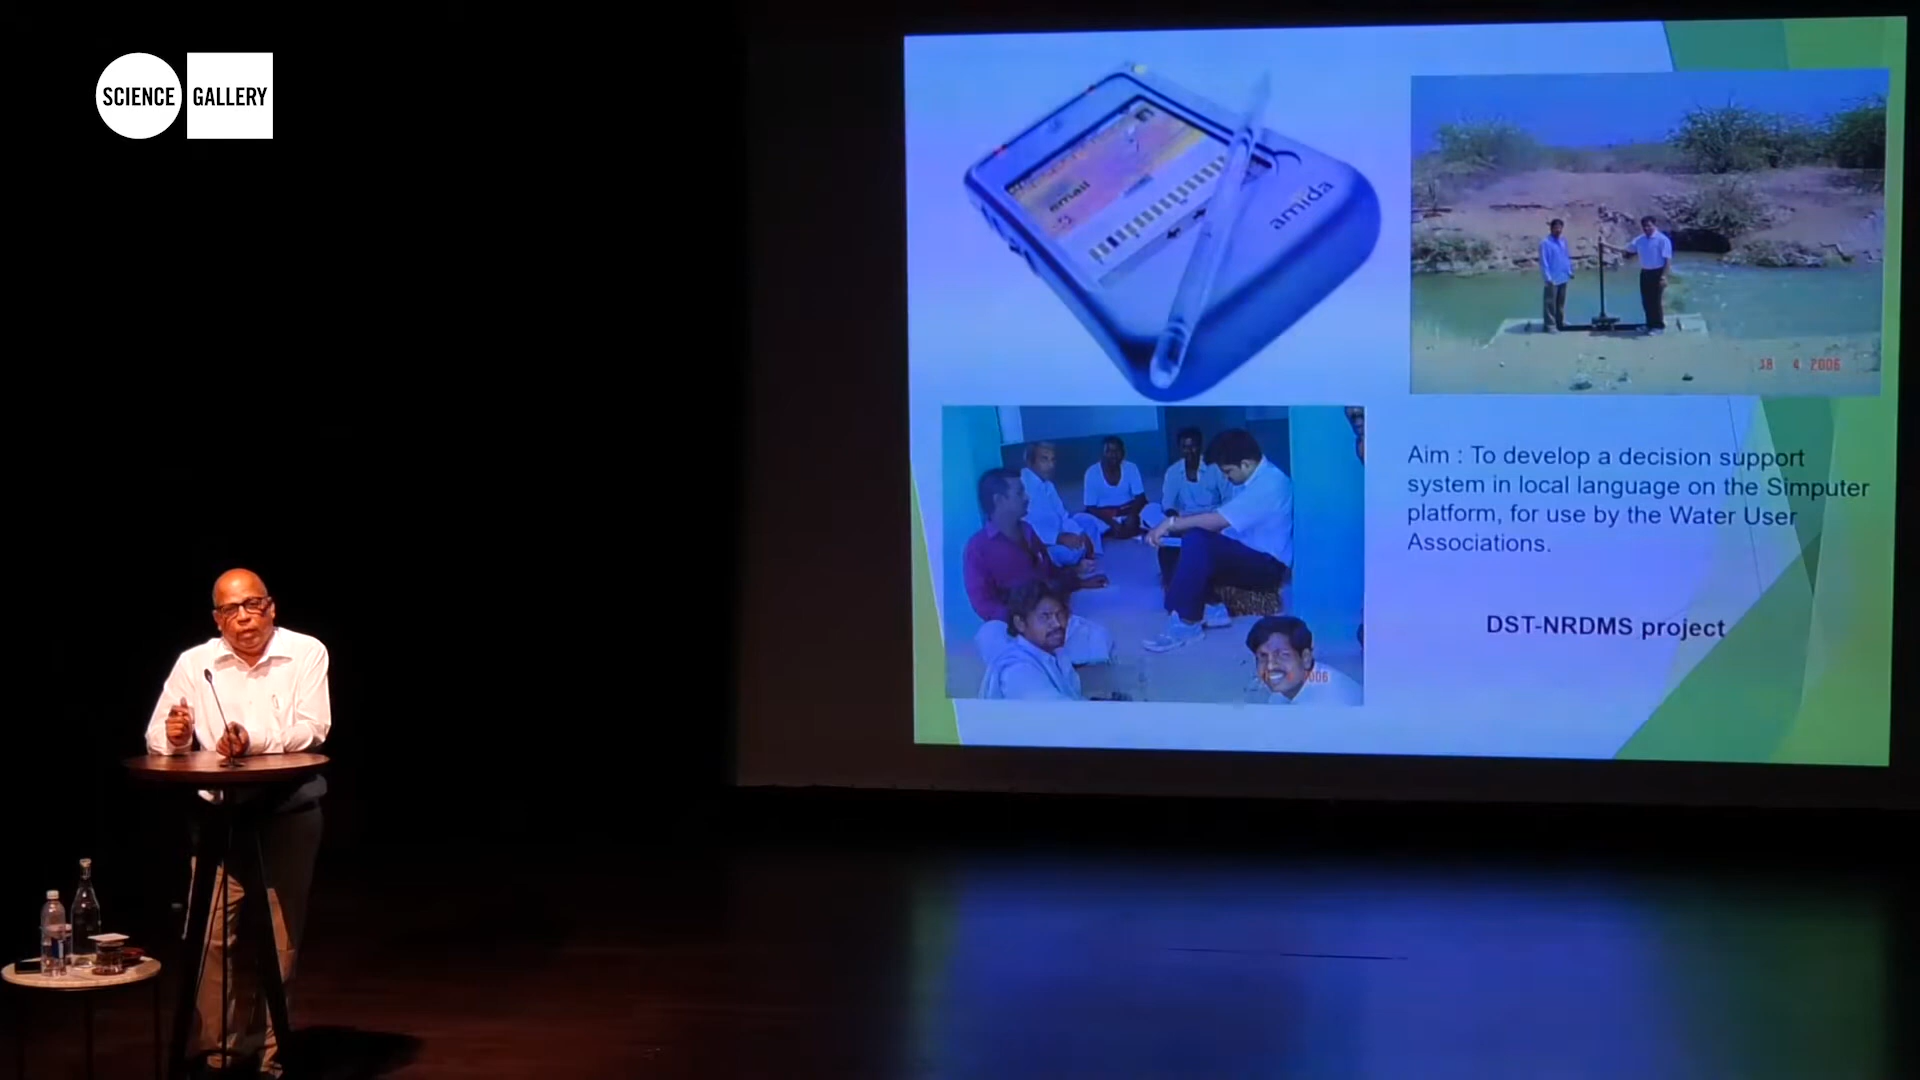 SCIENCE GALLERY
email
amida
18 4 2006
Aim : To develop a decision support
system in local language on the Simputer
platform, for use by the Water User
Associations.
DST-NRDMS project